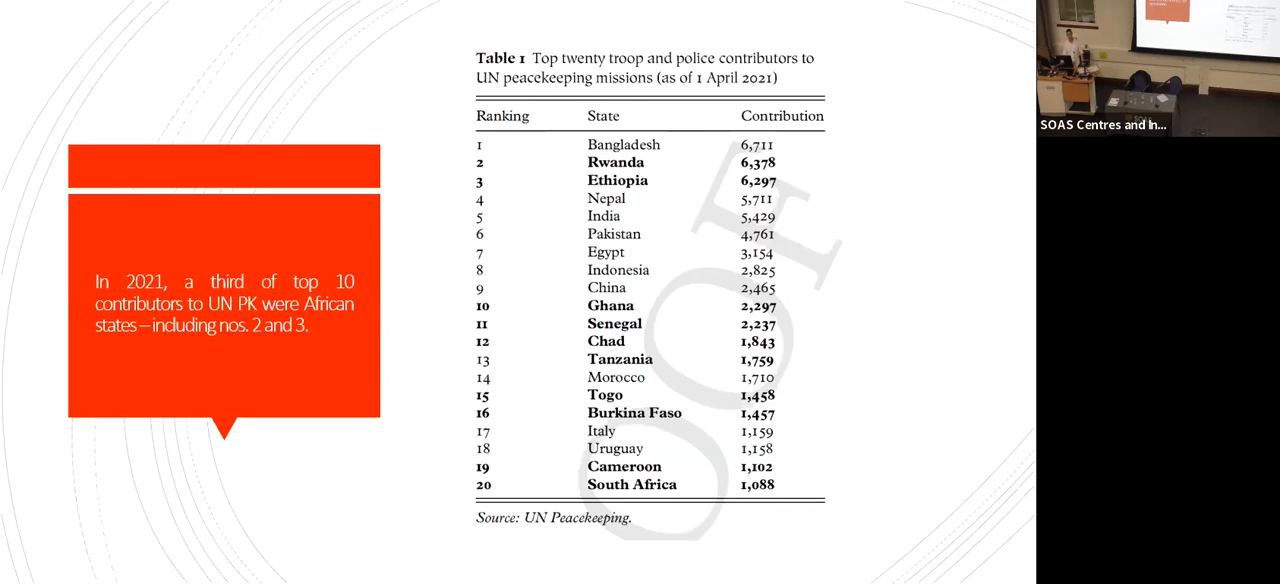 Table 1 Top twenty troop and police contributors to
UN peacekeeping missions (as of 1 April 2021)
Ranking State Contribution
1 Bangladesh 6,711
2 Rwanda 6,378
3 Ethiopia 6,297
4 Nepal 5,711
5 India 5,429
6 Pakistan 4,761
7 Egypt 3,154
8 Indonesia 2,825
9 China 2,465
10 Ghana 2,297
11 Senegal 2,237
12 Chad 1,843
13 Tanzania 1,759
14 Morocco 1,710
15 Togo 1,458
16 Burkina Faso 1,457
17 Italy 1,159
18 Uruguay 1,158
19 Cameroon 1,102
20 South Africa 1,088
Source: UN Peacekeeping.
In 2021, a third of top 10
contributors to UN PK were African
states – including nos. 2 and 3.
OOF
SOAS Centres and In...